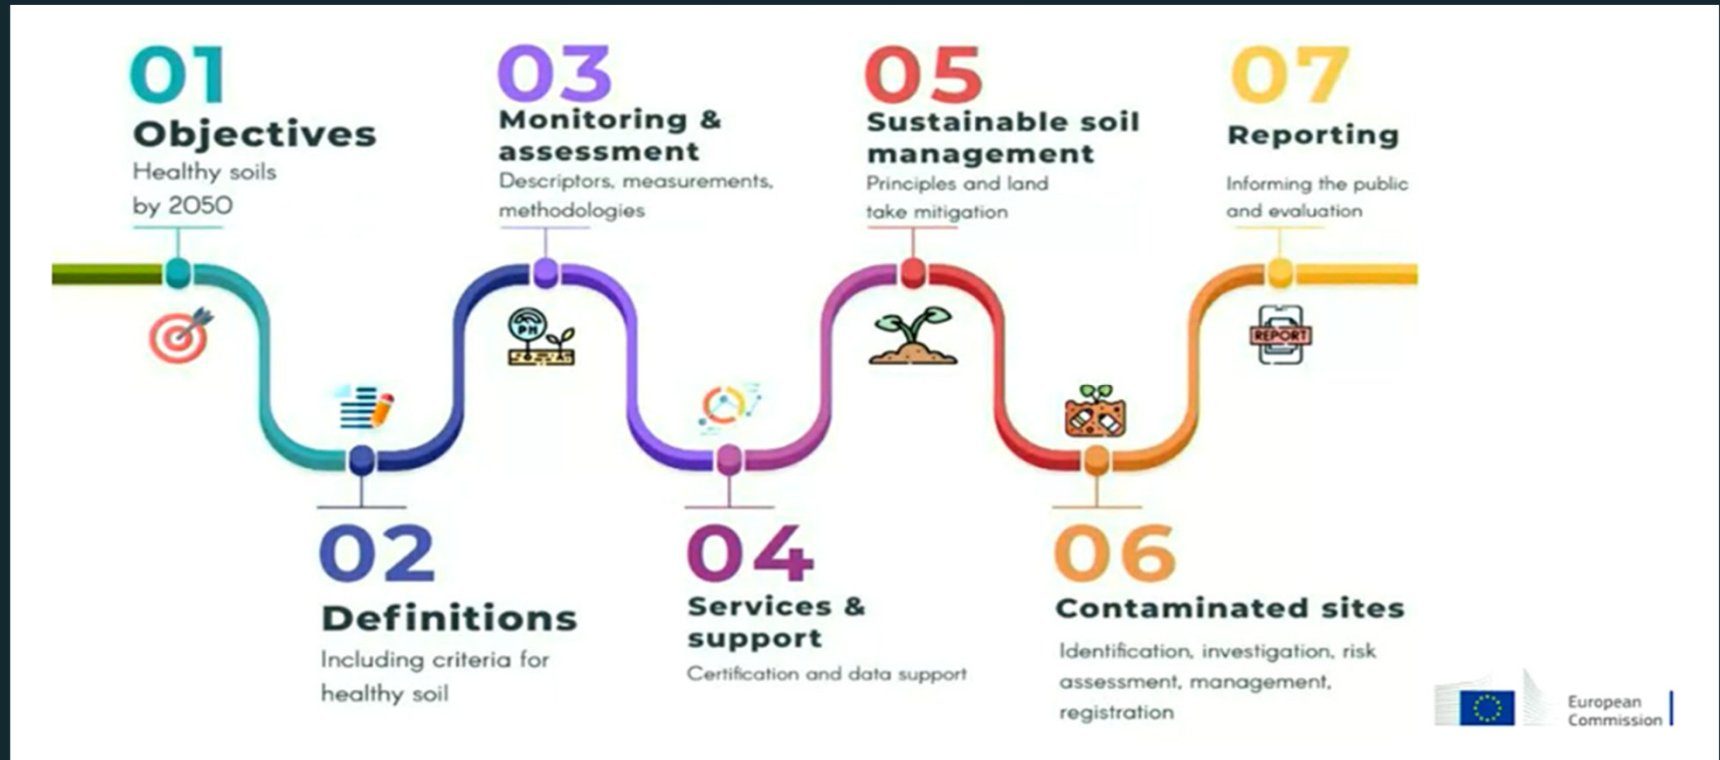 01
Objectives
Healthy soils
by 2050
02
Definitions
Including criteria for
healthy soil
03
Monitoring &
assessment
Descriptors, measurements,
methodologies
PH
04
Services &
support
Certification and data support
05
Sustainable soil
management
Principles and land
take mitigation
06
Contaminated sites
Identification, investigation, risk
assessment, management,
registration
07
Reporting
Informing the public
and evaluation
REPORT
European
Commission